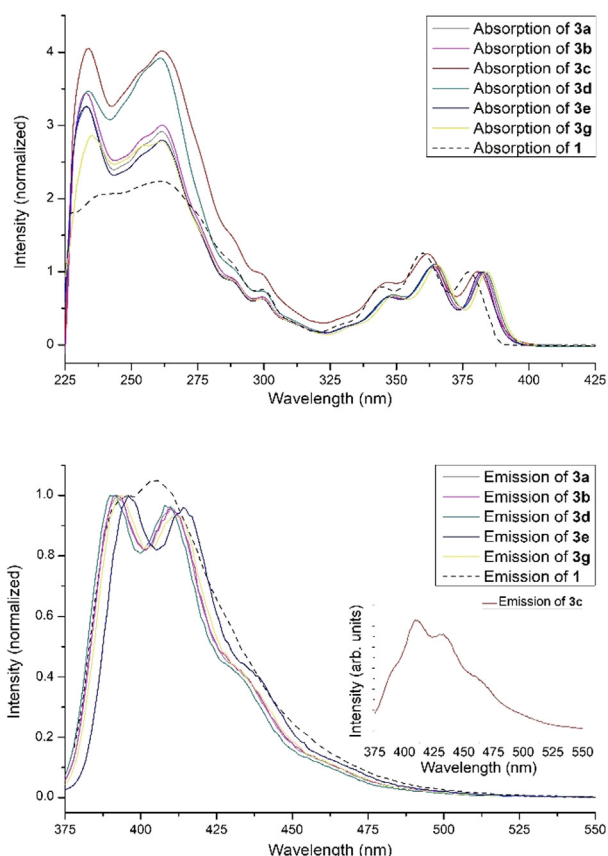 Intensity (normalized)
4
3
2
1
0
Absorption of 3a
Absorption of 3b
Absorption of 3c
Absorption of 3d
Absorption of 3e
Absorption of 3g
Absorption of 1
225 250 275 300 325 350 375 400 425
Wavelength (nm)
Intensity (normalized)
1.0
0.8
0.6
0.4
0.2
0.0
Emission of 3a
Emission of 3b
Emission of 3d
Emission of 3e
Emission of 3g
Emission of 1
Emission of 3c
Intensity (arb. units)
375 400 425 450 475 500 525 550
Wavelength (nm)
375 400 425 450 475 500 525 550
Wavelength (nm)